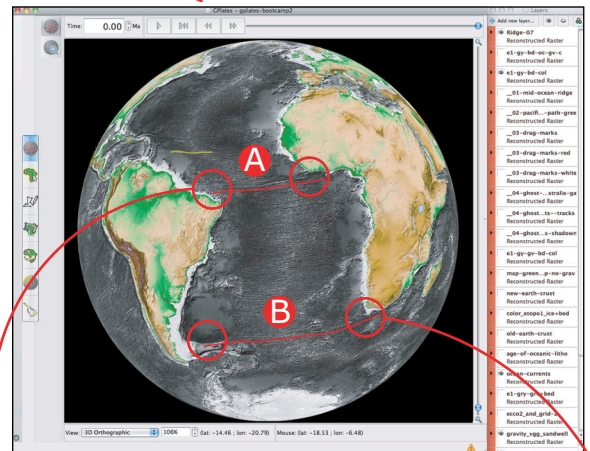 GPlates - gplates-bootcamp2
Layers
Time: 0.00 Ma
Add new layer...
Ridge-07
Reconstructed Raster
e1-gy-bd-oc-gv-c
Reconstructed Raster
e1-gy-bd-col
Reconstructed Raster
__01-mid-ocean-ridge
Reconstructed Raster
__02-pacifi...-path-gree
Reconstructed Raster
__03-drag-marks
Reconstructed Raster
__03-drag-marks-red
Reconstructed Raster
__03-drag-marks-white
Reconstructed Raster
__04-ghost-...stralia-ga
Reconstructed Raster
__04-ghost...ts--tracks
Reconstructed Raster
__04-ghost...s-shadown
Reconstructed Raster
e1-gy-gv-bd-col
Reconstructed Raster
map-green...p-no-grav
Reconstructed Raster
new-earth-crust
Reconstructed Raster
color_etopo1_ice+bed
Reconstructed Raster
old-earth-crust
Reconstructed Raster
age-of-oceanic-litho
Reconstructed Raster
ocean-currents
Reconstructed Raster
Reconstructed Raster
Reconstructed Raster
gravity_vgg_sandwell
Reconstructed Raster
A
B
View: 3D Orthographic 106% (lat: -14.46 ; lon: -20.79) Mouse: (lat: -18.53 ; lon: -6.48)